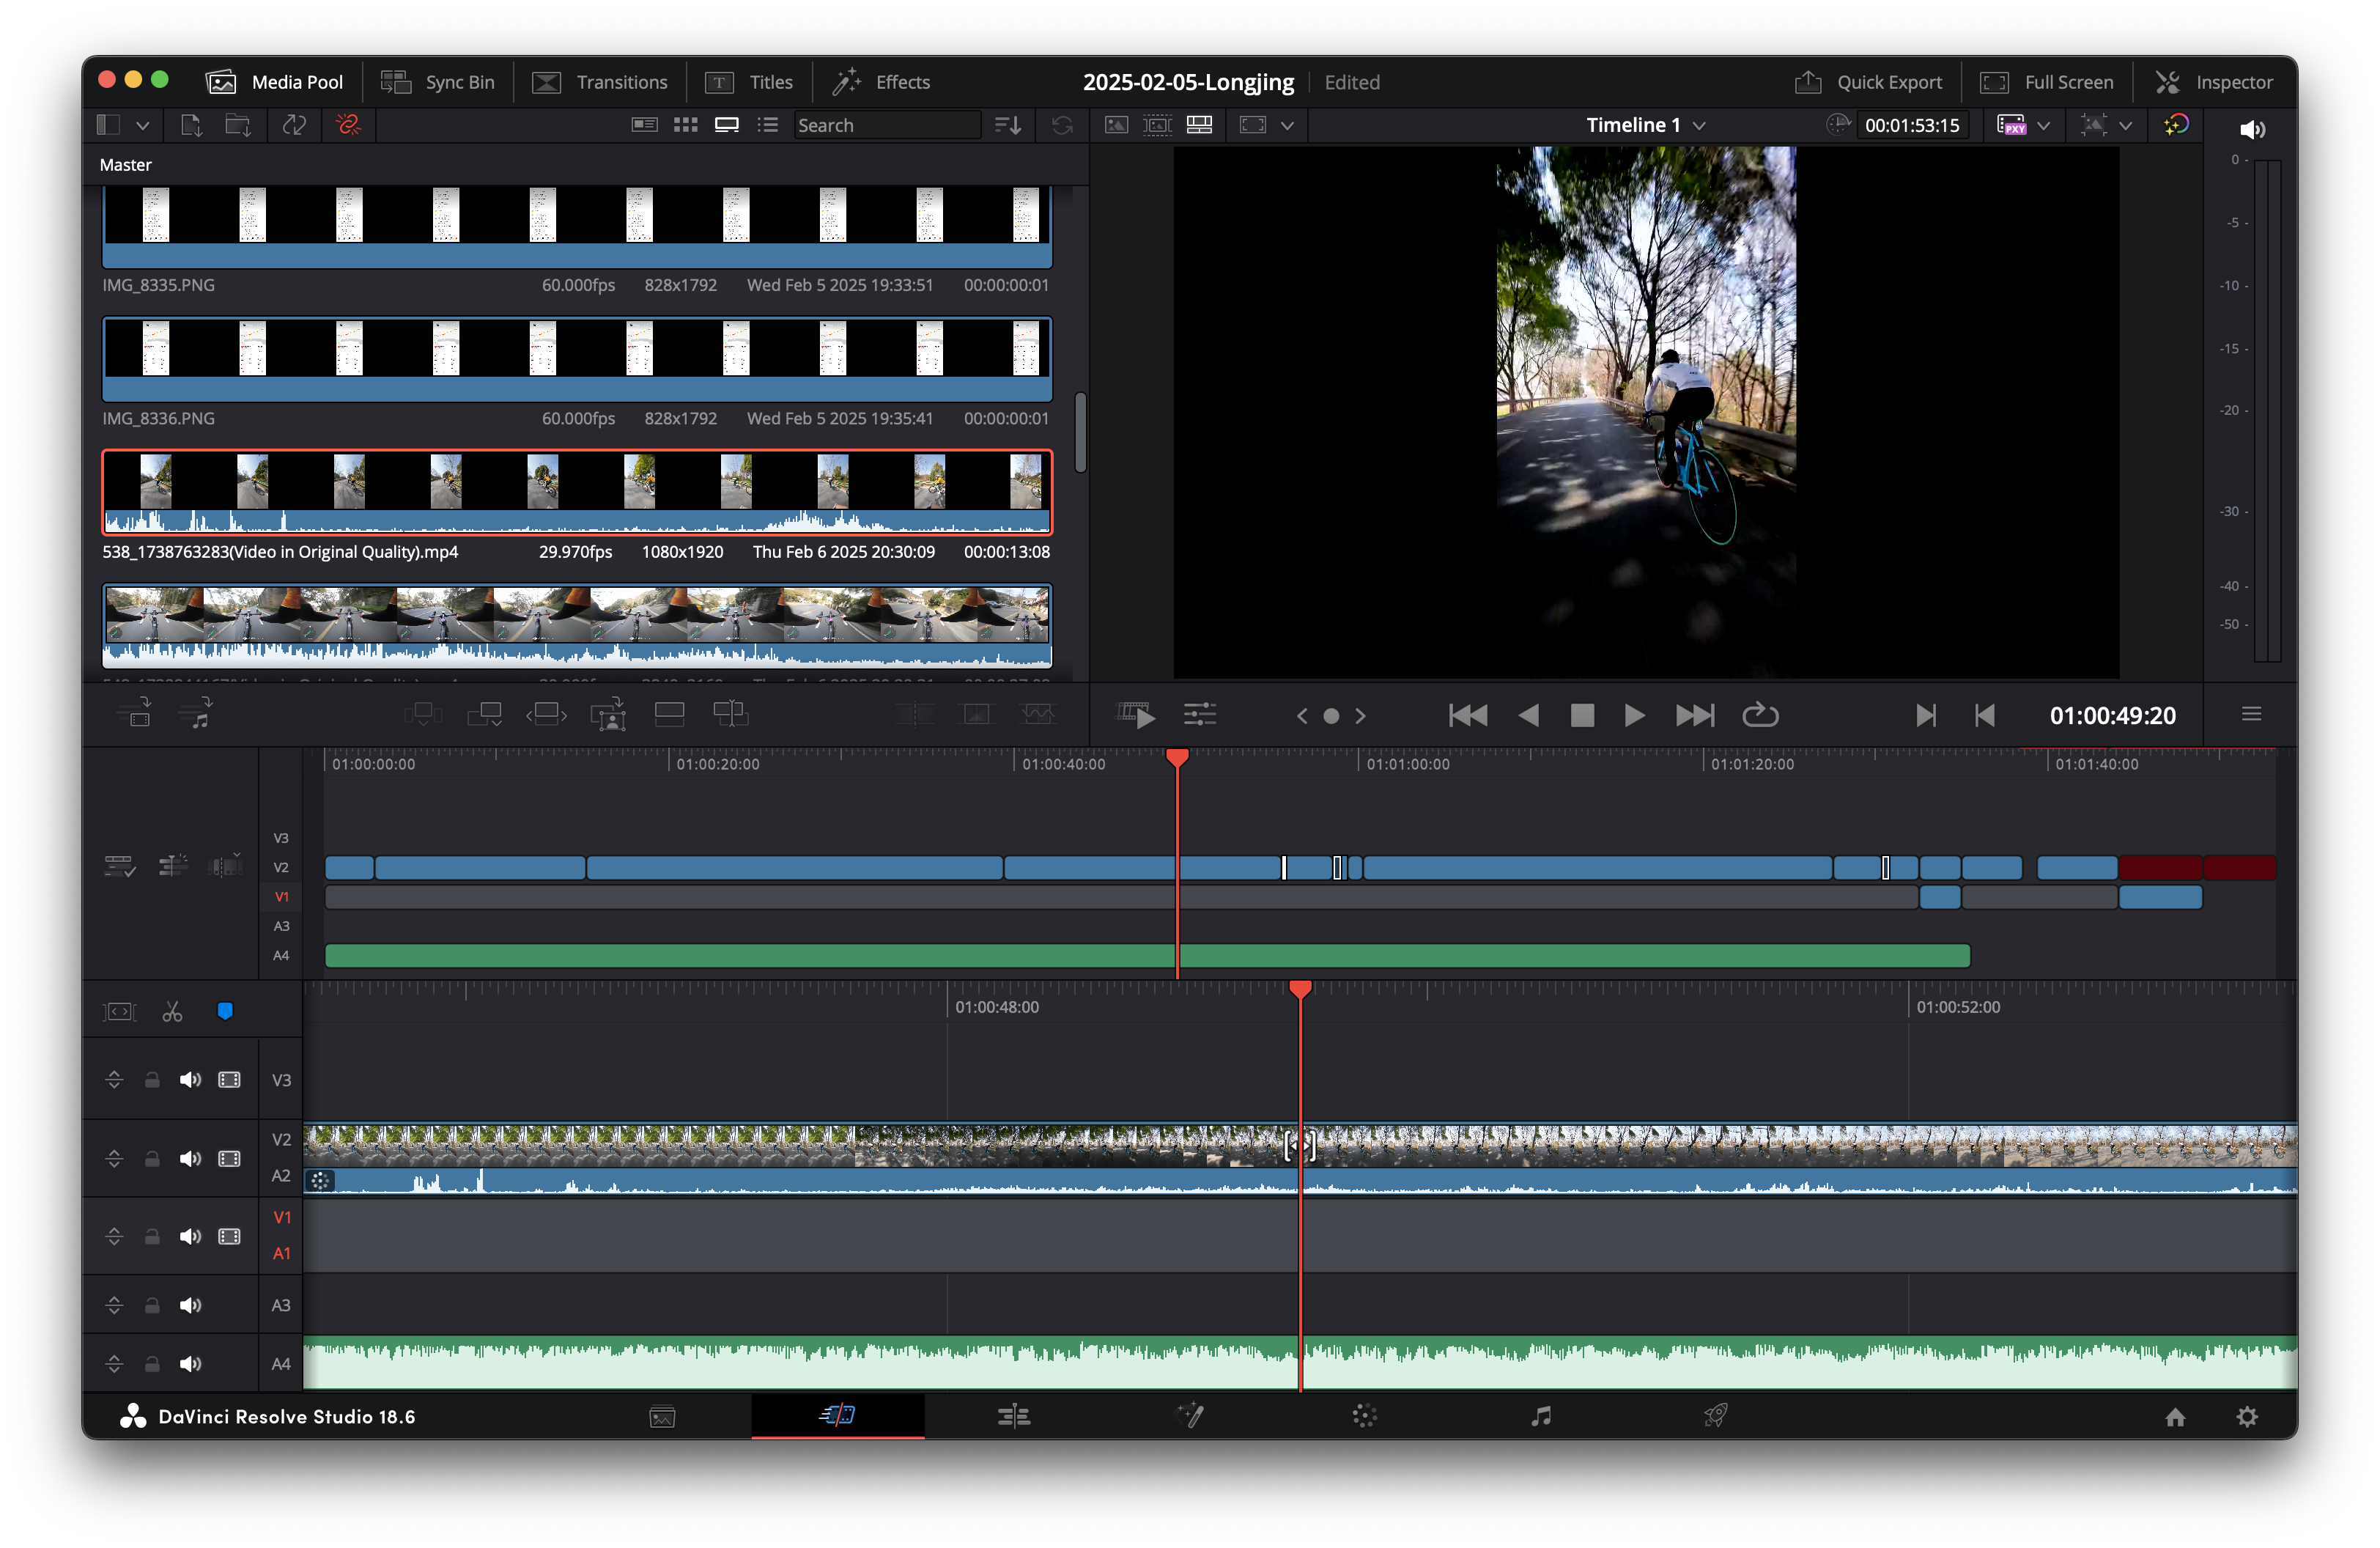 Media Pool Sync Bin Transitions Titles Effects 2025-02-05-Longjing Edited Quick Export Full Screen Inspector
Search Timeline 1 00:01:53:15
Master
0 -
-5 -
-10 -
-15 -
-20 -
-30 -
-40 -
-50 -
IMG_8335.PNG 60.000fps 828x1792 Wed Feb 5 2025 19:33:51 00:00:00:01
IMG_8336.PNG 60.000fps 828x1792 Wed Feb 5 2025 19:35:41 00:00:00:01
538_1738763283(Video in Original Quality).mp4 29.970fps 1080x1920 Thu Feb 6 2025 20:30:09 00:00:13:08
01:00:49:20
01:00:00:00 01:00:20:00 01:00:40:00 01:01:00:00 01:01:20:00 01:01:40:00
V3
V2
V1
A3
A4
01:00:48:00 01:00:52:00
V3
V2
A2
V1
A1
A3
A4
DaVinci Resolve Studio 18.6